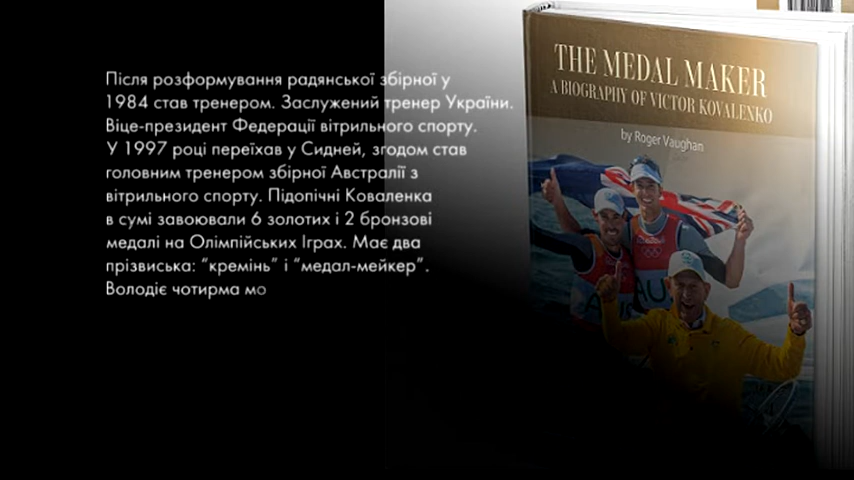 Після розформування радянської збірної у
1984 став тренером. Заслужений тренер України.
Віце-президент Федерації вітрильного спорту.
У 1997 році переїхав у Сидней, згодом став
головним тренером збірної Австралії з
вітрильного спорту. Підопічні Коваленка
в сумі завоювали 6 золотих і 2 бронзові
медалі на Олімпійських Іграх. Має два
прізвиська: “кремінь” і “медал-мейкер”.
Володіє чотирма мо
THE MEDAL MAKER
A BIOGRAPHY OF VICTOR KOVALENKO
by Roger Vaughan